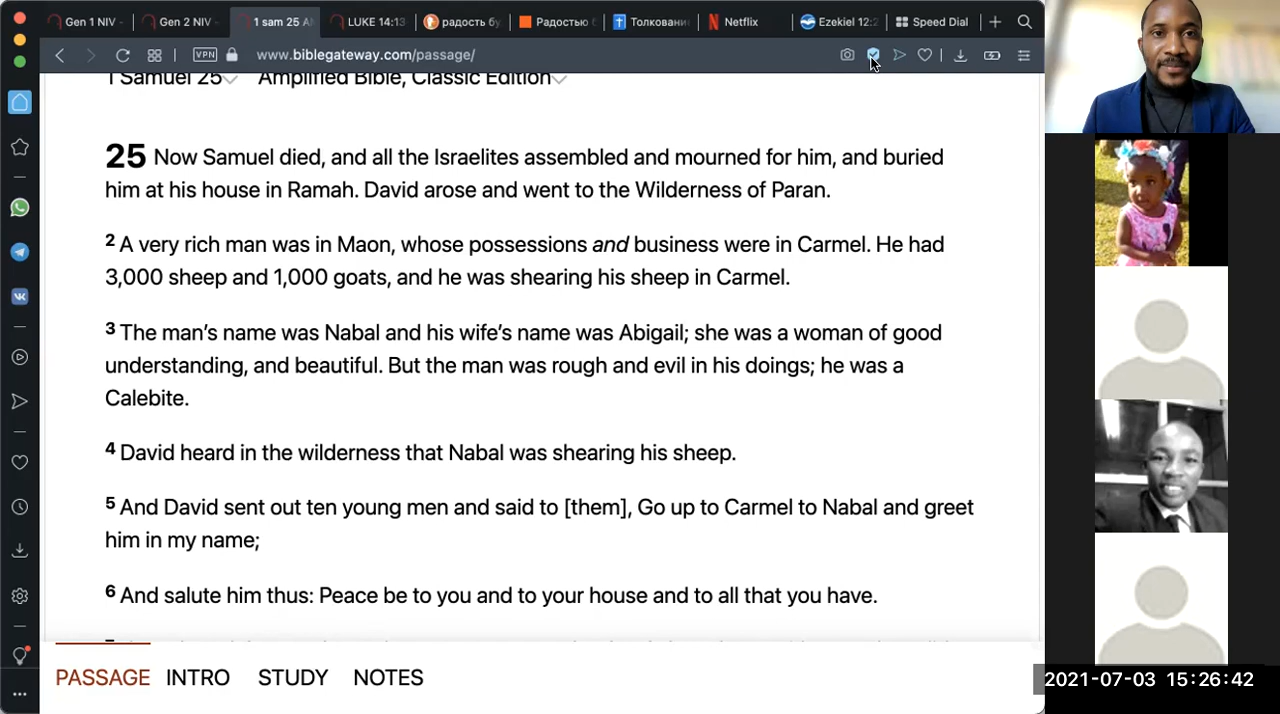 Gen 1 NIV -
Gen 2 NIV -
1 sam 25 A
LUKE 14:13
радость бу
Радостью
Толковани
Netflix
Ezekiel 12:2
Speed Dial
VPN
www.biblegateway.com/passage/
1 Samuel 25 Amplified Bible, Classic Edition
25 Now Samuel died, and all the Israelites assembled and mourned for him, and buried
him at his house in Ramah. David arose and went to the Wilderness of Paran.
2 A very rich man was in Maon, whose possessions and business were in Carmel. He had
3,000 sheep and 1,000 goats, and he was shearing his sheep in Carmel.
3 The man's name was Nabal and his wife's name was Abigail; she was a woman of good
understanding, and beautiful. But the man was rough and evil in his doings; he was a
Calebite.
4 David heard in the wilderness that Nabal was shearing his sheep.
5 And David sent out ten young men and said to [them], Go up to Carmel to Nabal and greet
him in my name;
6 And salute him thus: Peace be to you and to your house and to all that you have.
PASSAGE INTRO STUDY NOTES
2021-07-03 15:26:42